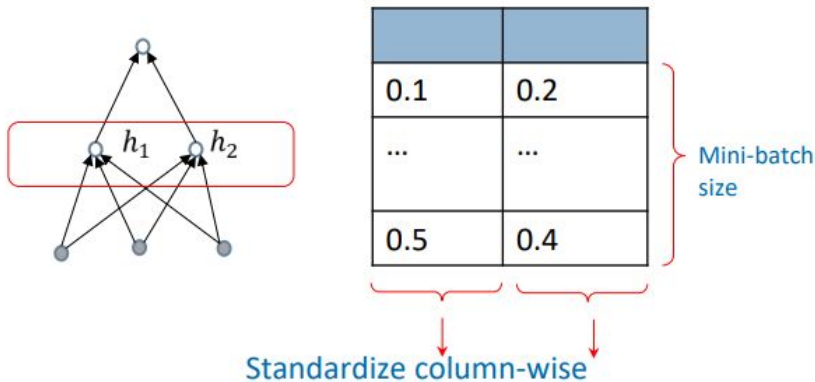 h₁ h₂
0.1 0.2
... ...
0.5 0.4
Mini-batch
size
Standardize column-wise